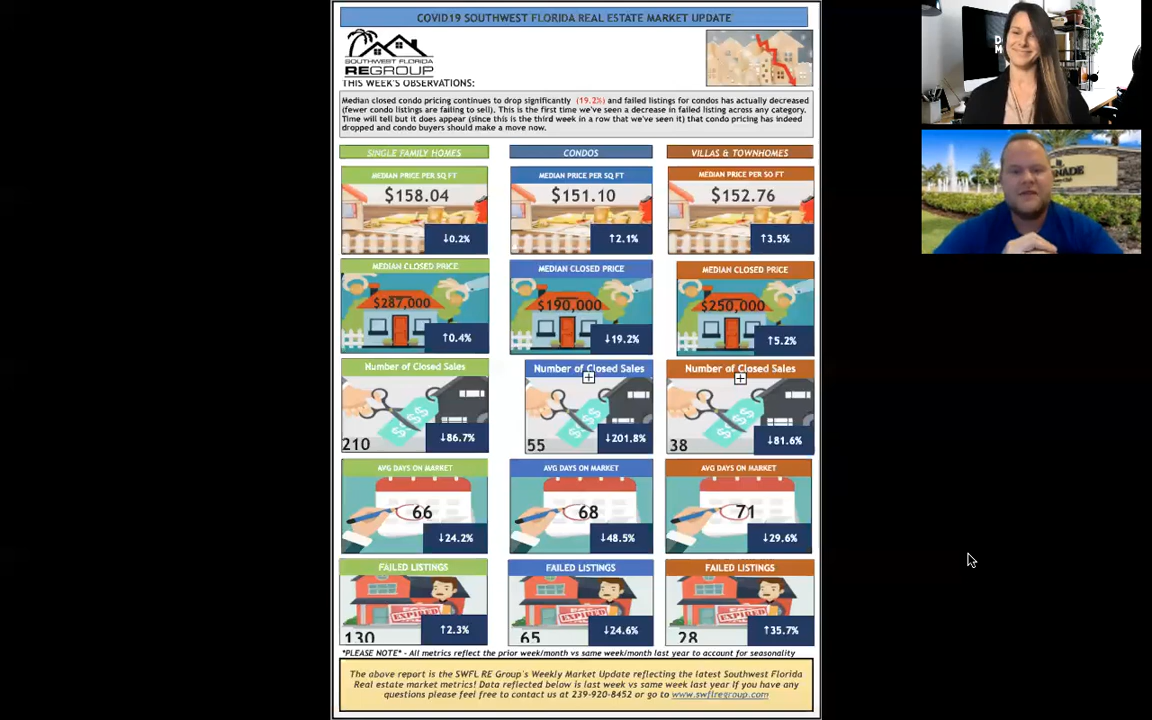 COVID19 SOUTHWEST FLORIDA REAL ESTATE MARKET UPDATE
SOUTHWEST FLORIDA
REGROUP
THIS WEEK'S OBSERVATIONS:
Median closed condo pricing continues to drop significantly (19.2%) and failed listings for condos has actually decreased
(fewer condo listings are failing to sell). This is the first time we've seen a decrease in failed listing across any category.
Time will tell but it does appear (since this is the third week in a row that we've seen it) that condo pricing has indeed
dropped and condo buyers should make a move now.
SINGLE FAMILY HOMES
CONDOS
VILLAS & TOWNHOMES
MEDIAN PRICE PER SQ FT
MEDIAN PRICE PER SQ FT
MEDIAN PRICE PER SQ FT
$158.04
$151.10
$152.76
↓0.2%
↑2.1%
↑3.5%
MEDIAN CLOSED PRICE
MEDIAN CLOSED PRICE
MEDIAN CLOSED PRICE
$287,000
$190,000
$250,000
↑0.4%
↓19.2%
↑5.2%
Number of Closed Sales
Number of Closed Sales
Number of Closed Sales
210
↓86.7%
55
↓201.8%
38
↓81.6%
AVG DAYS ON MARKET
AVG DAYS ON MARKET
AVG DAYS ON MARKET
66
68
71
↓24.2%
↓48.5%
↓29.6%
FAILED LISTINGS
FAILED LISTINGS
FAILED LISTINGS
EXPIRED
EXPIRED
EXPIRED
130
↑2.3%
65
↓24.6%
28
↑35.7%
*PLEASE NOTE* - All metrics reflect the prior week/month vs same week/month last year to account for seasonality
The above report is the SWFL RE Group's Weekly Market Update reflecting the latest Southwest Florida
Real estate market metrics! Data reflected below is last week vs same week last year If you have any
questions please feel free to contact us at 239-920-8452 or go to www.swflregroup.com